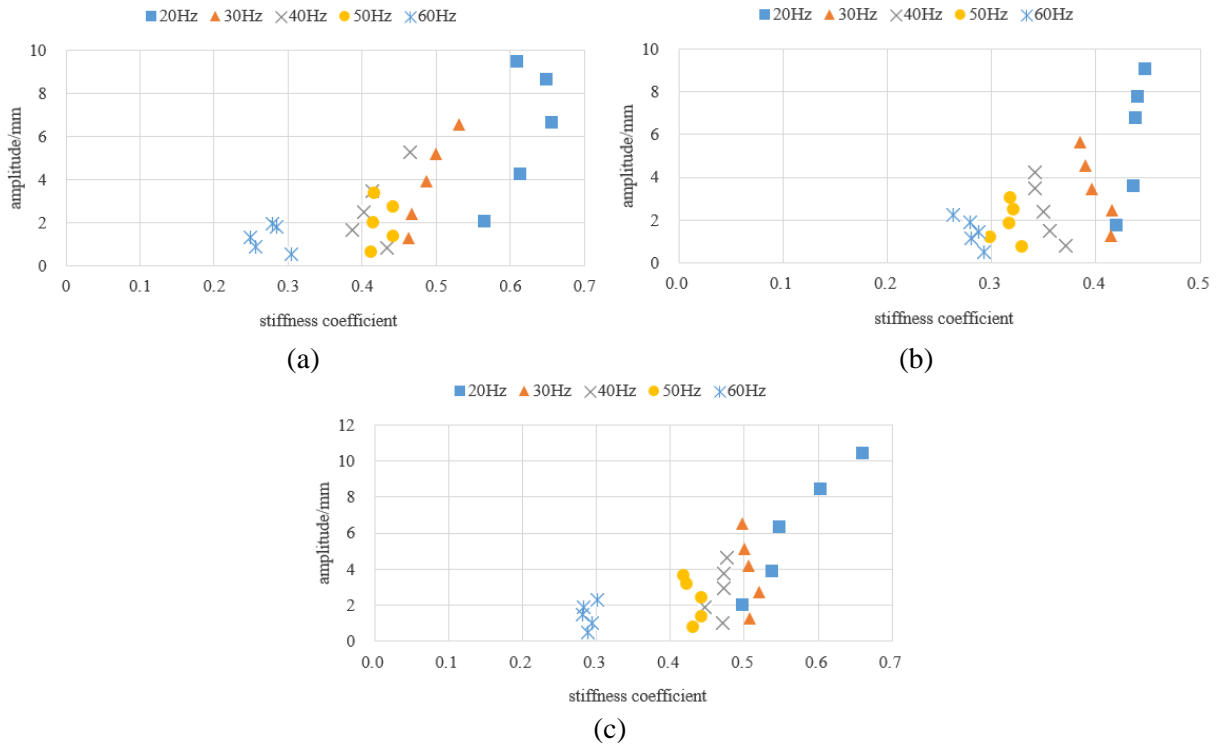 20Hz 30Hz 40Hz 50Hz 60Hz
10
8
6
4
2
0
amplitude/mm
0 0.1 0.2 0.3 0.4 0.5 0.6 0.7
stiffness coefficient
(a)
20Hz 30Hz 40Hz 50Hz 60Hz
10
8
6
4
2
0
amplitude/mm
0.0 0.1 0.2 0.3 0.4 0.5
stiffness coefficient
(b)
20Hz 30Hz 40Hz 50Hz 60Hz
12
10
8
6
4
2
0
amplitude/mm
0.0 0.1 0.2 0.3 0.4 0.5 0.6 0.7
stiffness coefficient
(c)